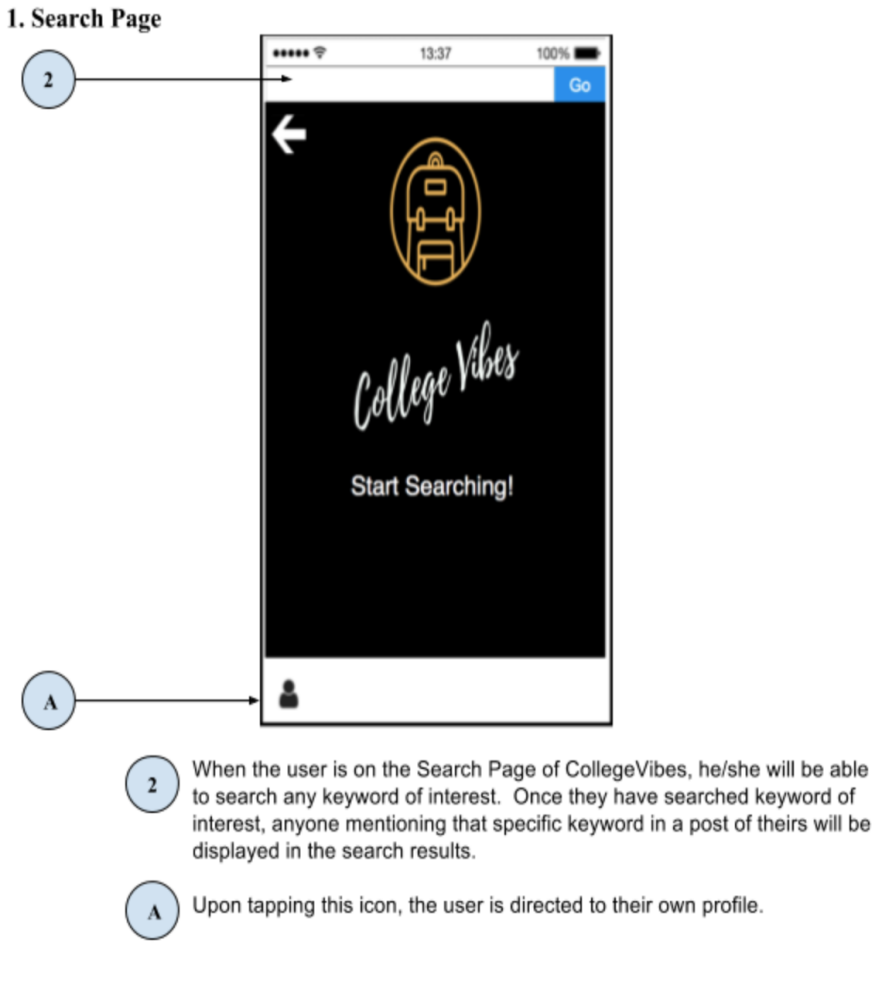 1. Search Page
13:37
100%
2
Go
College Vibes
Start Searching!
A
2
When the user is on the Search Page of CollegeVibes, he/she will be able
to search any keyword of interest.  Once they have searched keyword of
interest, anyone mentioning that specific keyword in a post of theirs will be
displayed in the search results.
A
Upon tapping this icon, the user is directed to their own profile.